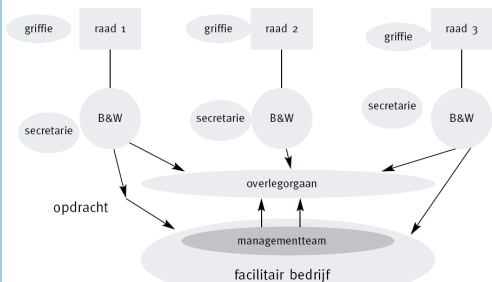 griffie
raad 1
griffie
raad 2
griffie
raad 3
secretarie
B&W
secretarie
B&W
secretarie
B&W
overlegorgaan
opdracht
managementteam
facilitair bedrijf